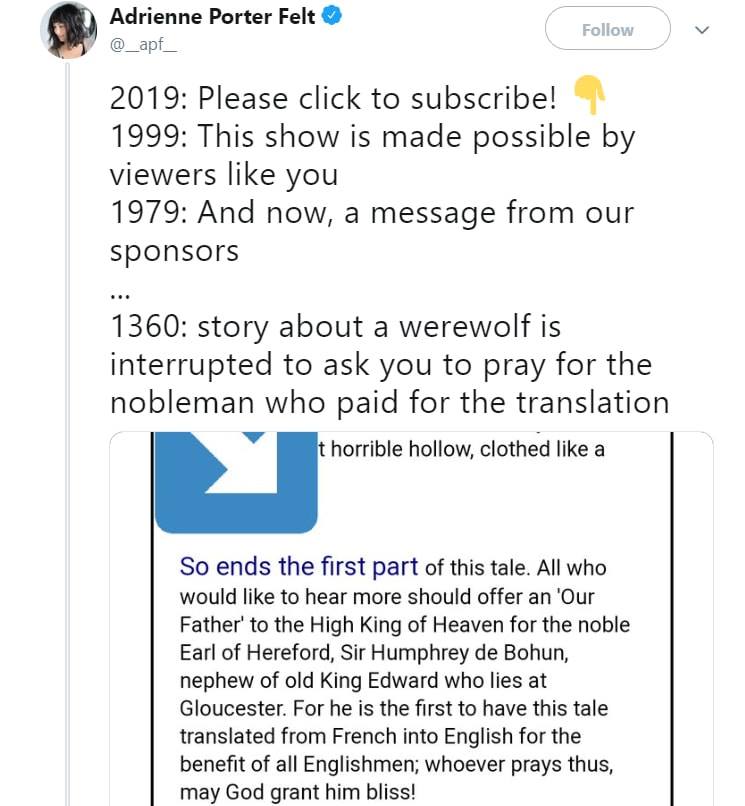 Adrienne Porter Felt
@__apf__
Follow
2019: Please click to subscribe! 👇
1999: This show is made possible by
viewers like you
1979: And now, a message from our
sponsors
...
1360: story about a werewolf is
interrupted to ask you to pray for the
nobleman who paid for the translation
t horrible hollow, clothed like a
So ends the first part of this tale. All who
would like to hear more should offer an 'Our
Father' to the High King of Heaven for the noble
Earl of Hereford, Sir Humphrey de Bohun,
nephew of old King Edward who lies at
Gloucester. For he is the first to have this tale
translated from French into English for the
benefit of all Englishmen; whoever prays thus,
may God grant him bliss!